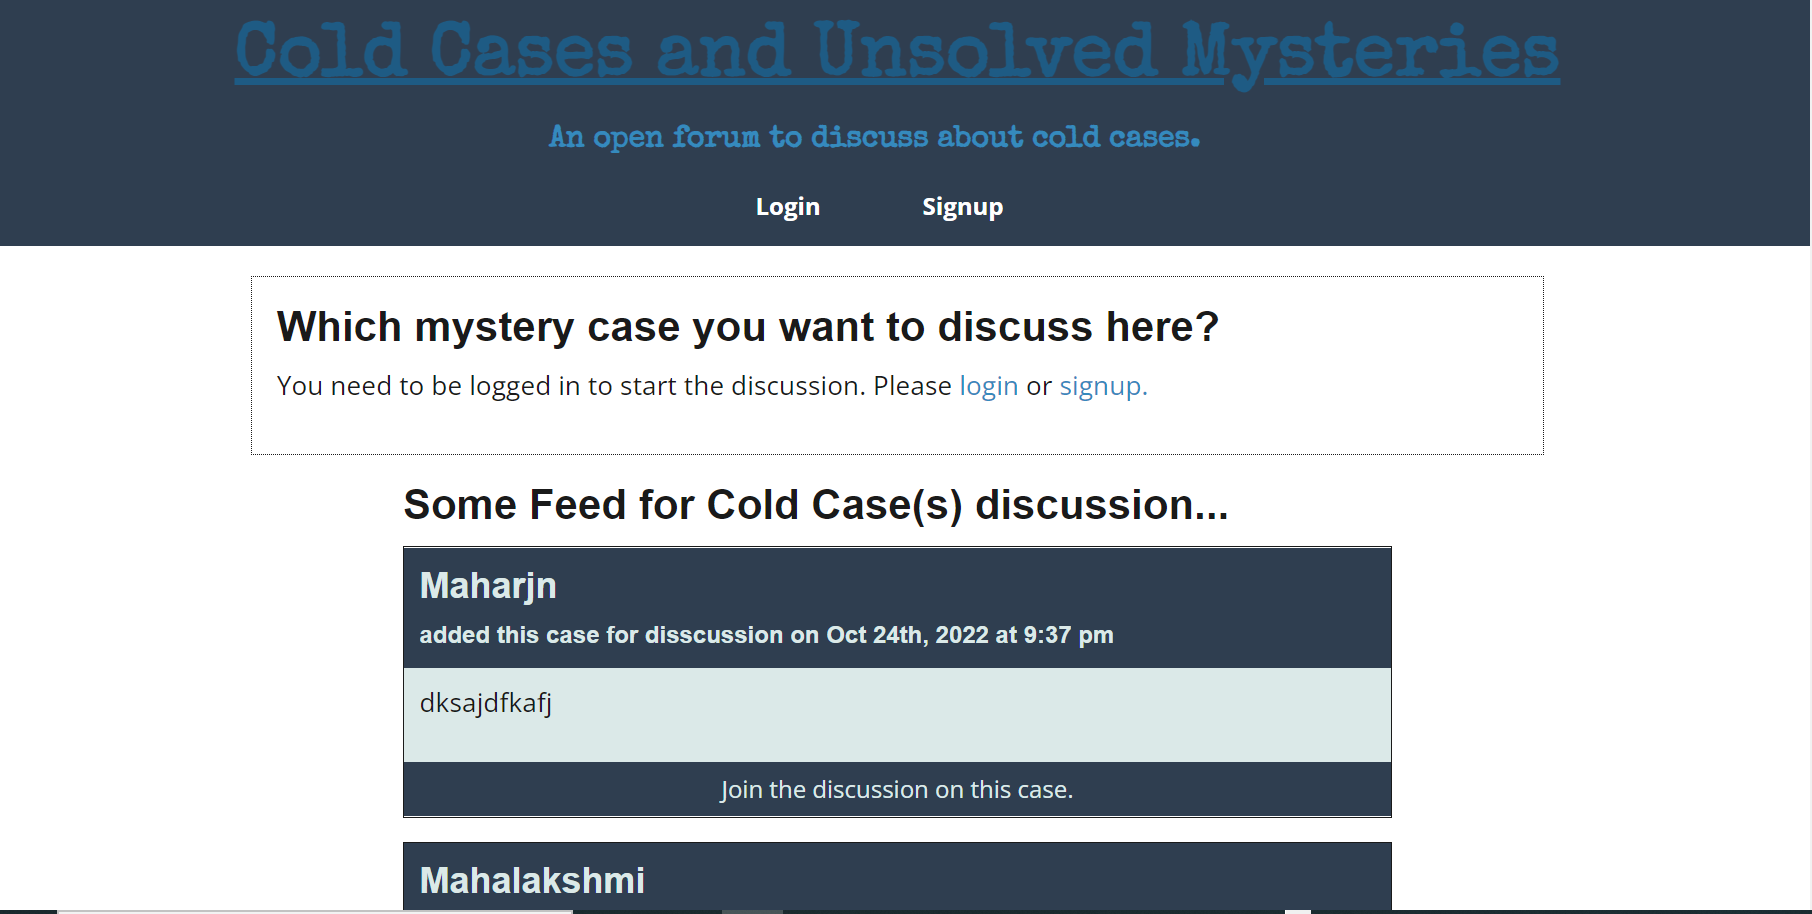 Cold Cases and Unsolved Mysteries
An open forum to discuss about cold cases.
Login Signup
Which mystery case you want to discuss here?
You need to be logged in to start the discussion. Please login or signup.
Some Feed for Cold Case(s) discussion...
Maharjn
added this case for disscussion on Oct 24th, 2022 at 9:37 pm
dksajdfkafj
Join the discussion on this case.
Mahalakshmi